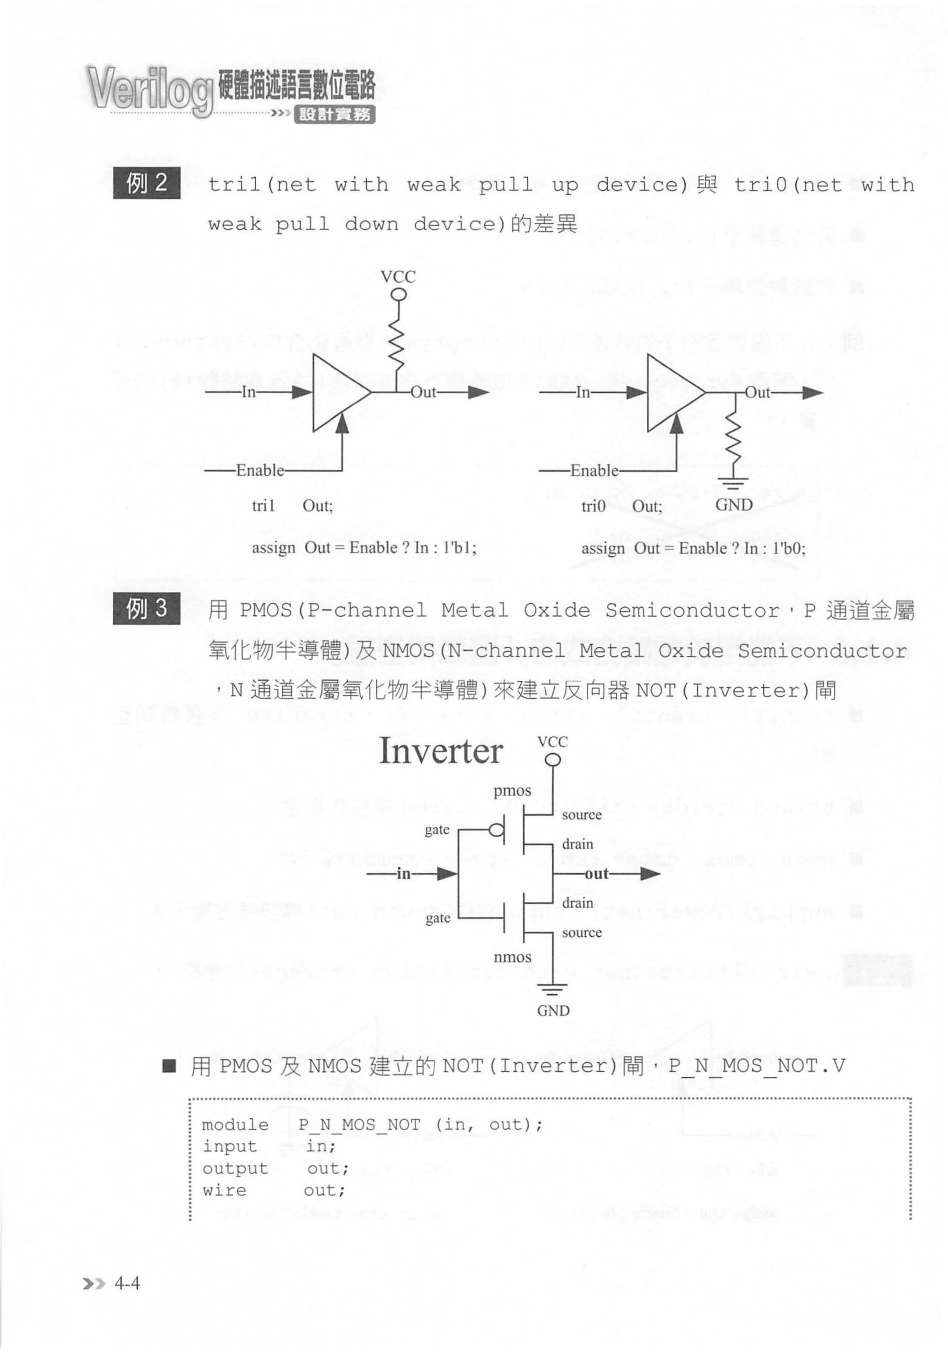 Verilog 硬體描述語言數位電路
設計實務
例 2 tri1(net with weak pull up device)與 tri0(net with
weak pull down device)的差異
VCC
In
Out
Enable
tri1 Out;
assign Out = Enable ? In : 1'b1;
In
Out
Enable
tri0 Out;
GND
assign Out = Enable ? In : 1'b0;
例 3 用 PMOS(P-channel Metal Oxide Semiconductor，P 通道金屬
氧化物半導體)及 NMOS(N-channel Metal Oxide Semiconductor
，N 通道金屬氧化物半導體)來建立反向器 NOT(Inverter)閘
Inverter
VCC
pmos
source
gate
drain
in
out
drain
gate
source
nmos
GND
■ 用 PMOS 及 NMOS 建立的 NOT(Inverter)閘，P_N_MOS_NOT.V
module P_N_MOS_NOT (in, out);
input in;
output out;
wire out;
4-4